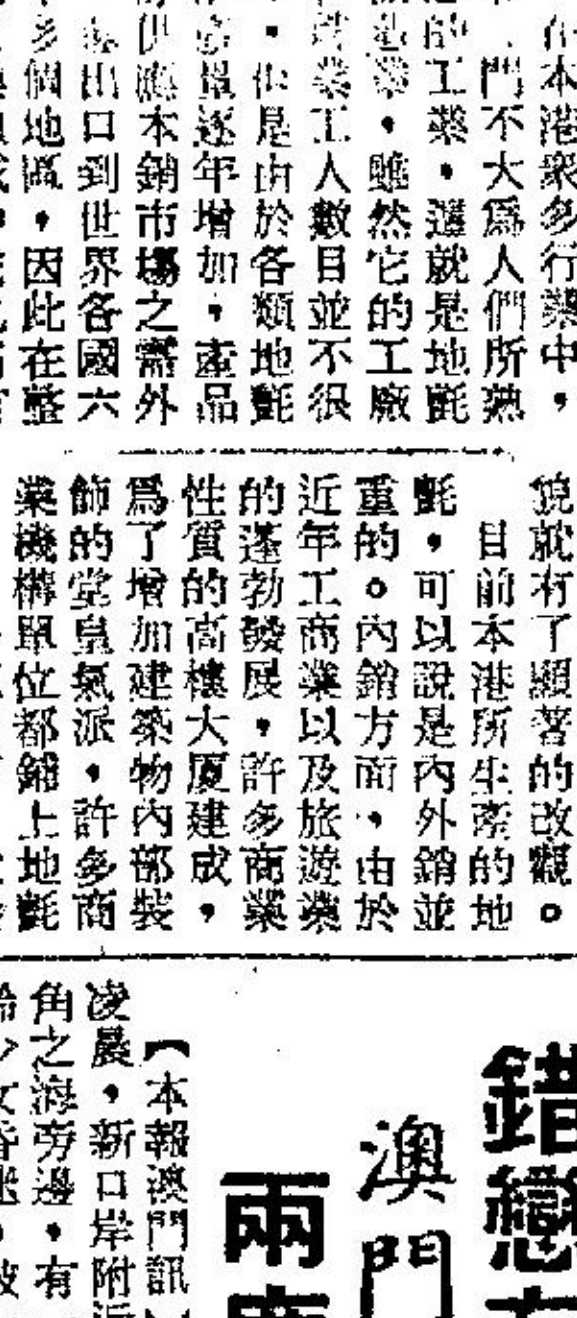 在本港衆多行業中，
門不大爲人們所熟
的工業，這就是地氈
業，雖然它的工廠
業工人數目並不很
，但是由於各類地氈
量逐年增加，產品
供應本銷市場之需外
出口到世界各國六
多個地區，因此在整
貌就有了顯著的改觀。
目前本港所生產的地
氈，可以說是內外銷並
重的。內銷方面，由於
近年工商業以及旅遊業
的蓬勃發展，許多商業
性質的高樓大厦建成，
爲了增加建築物內部裝
飾的堂皇氣派，許多商
業機構單位都鋪上地氈
錯戀
澳門
兩
【本報澳門訊】
凌晨，新口岸附近
角之海旁邊，有